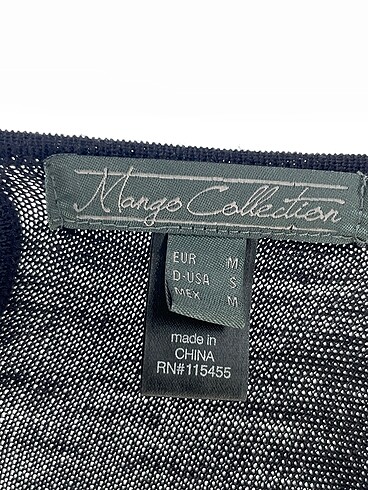 Mango Collection
EUR M
D-USA S
MEX M
made in
CHINA
RN#115455